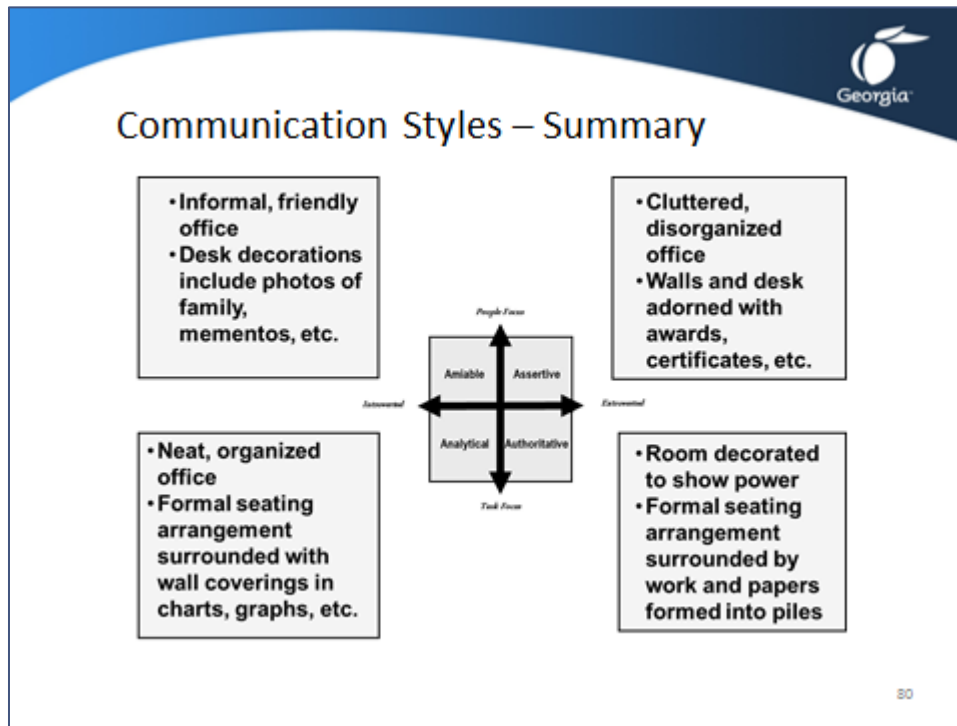 Georgia
Communication Styles – Summary
•Informal, friendly
office
•Desk decorations
include photos of
family,
mementos, etc.
•Cluttered,
disorganized
office
•Walls and desk
adorned with
awards,
certificates, etc.
People Focus
Amiable Assertive
Introverted Extroverted
Analytical Authoritative
Task Focus
•Neat, organized
office
•Formal seating
arrangement
surrounded with
wall coverings in
charts, graphs, etc.
•Room decorated
to show power
•Formal seating
arrangement
surrounded by
work and papers
formed into piles
80